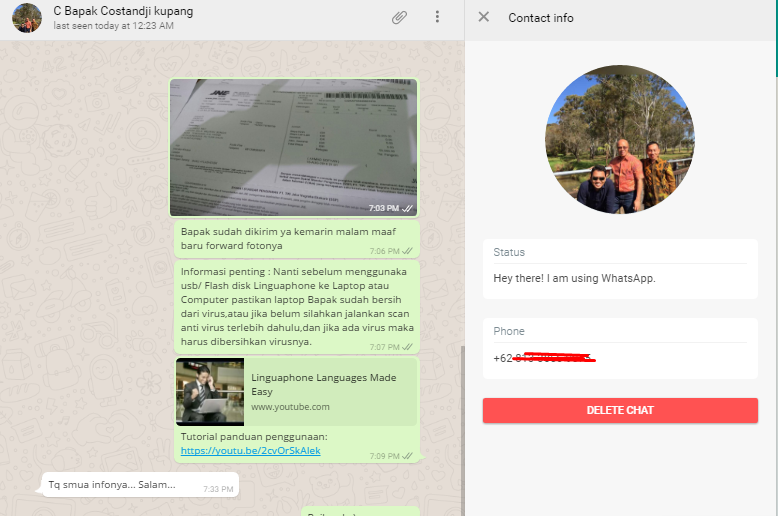 C Bapak Costandji kupang
last seen today at 12:23 AM
JNE
7:03 PM
Bapak sudah dikirim ya kemarin malam maaf
baru forward fotonya
7:06 PM
Informasi penting : Nanti sebelum menggunaka
usb/ Flash disk Linguaphone ke Laptop atau
Computer pastikan laptop Bapak sudah bersih
dari virus,atau jika belum silahkan jalankan scan
anti virus terlebih dahulu,dan jika ada virus maka
harus dibersihkan virusnya.
7:07 PM
Linguaphone Languages Made
Easy
www.youtube.com
Tutorial panduan penggunaan:
https://youtu.be/2cvOrSkAlek
7:09 PM
Tq smua infonya... Salam...
7:33 PM
Contact info
Status
Hey there! I am using WhatsApp.
Phone
+62
DELETE CHAT